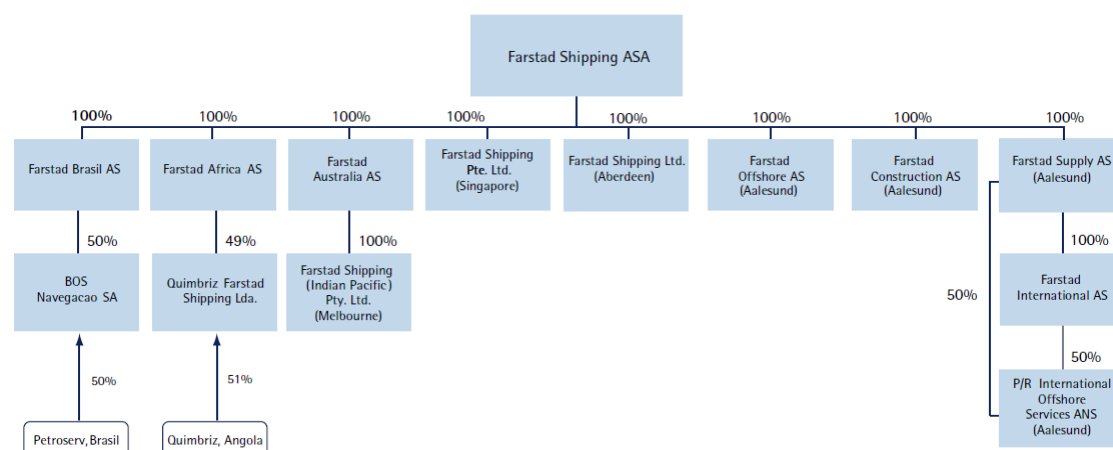 Farstad Shipping ASA
100%
100%
100%
100%
100%
100%
100%
100%
Farstad Brasil AS
Farstad Africa AS
Farstad
Australia AS
Farstad Shipping
Pte. Ltd.
(Singapore)
Farstad Shipping Ltd.
(Aberdeen)
Farstad
Offshore AS
(Aalesund)
Farstad
Construction AS
(Aalesund)
Farstad Supply AS
(Aalesund)
50%
49%
100%
100%
BOS
Navegacao SA
Quimbriz Farstad
Shipping Lda.
Farstad Shipping
(Indian Pacific)
Pty. Ltd.
(Melbourne)
50%
Farstad
International AS
50%
50%
51%
P/R International
Offshore
Services ANS
(Aalesund)
Petroserv, Brasil
Quimbriz, Angola